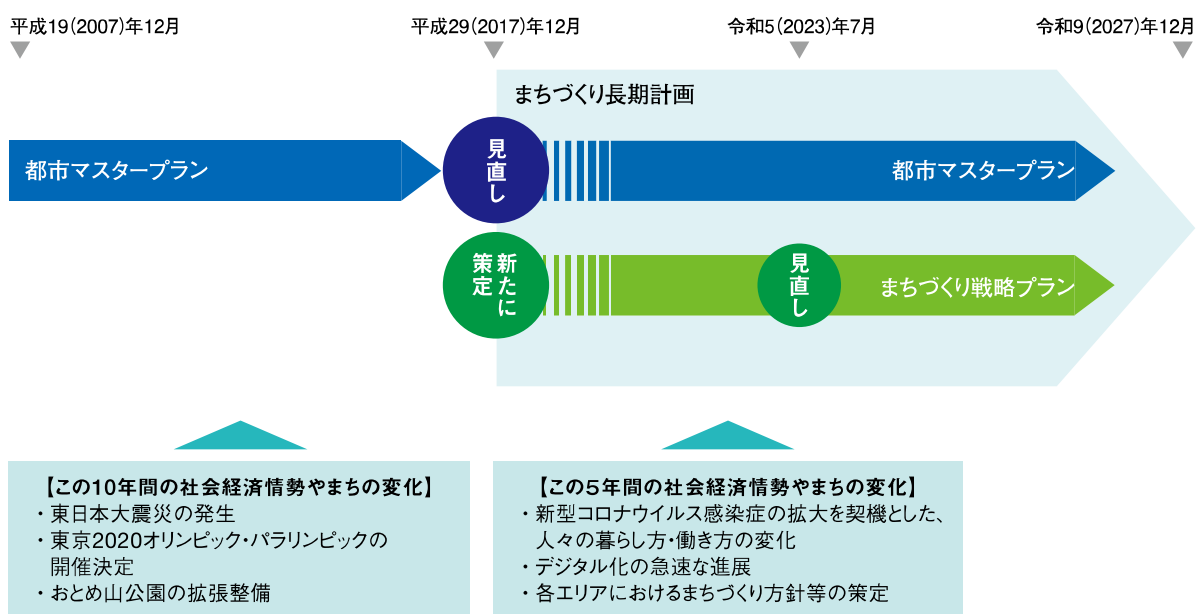 平成19(2007)年12月
平成29(2017)年12月
令和5(2023)年7月
令和9(2027)年12月
まちづくり長期計画
都市マスタープラン
見直し
都市マスタープラン
新たに
策定
見直し
まちづくり戦略プラン
【この10年間の社会経済情勢やまちの変化】
・東日本大震災の発生
・東京2020オリンピック・パラリンピックの
開催決定
・おとめ山公園の拡張整備
【この5年間の社会経済情勢やまちの変化】
・新型コロナウイルス感染症の拡大を契機とした、
人々の暮らし方・働き方の変化
・デジタル化の急速な進展
・各エリアにおけるまちづくり方針等の策定